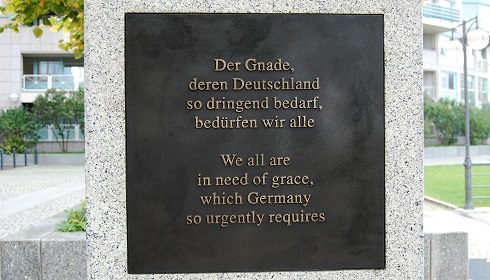 Der Gnade,
deren Deutschland
so dringend bedarf,
bedürfen wir alle
We all are
in need of grace,
which Germany
so urgently requires